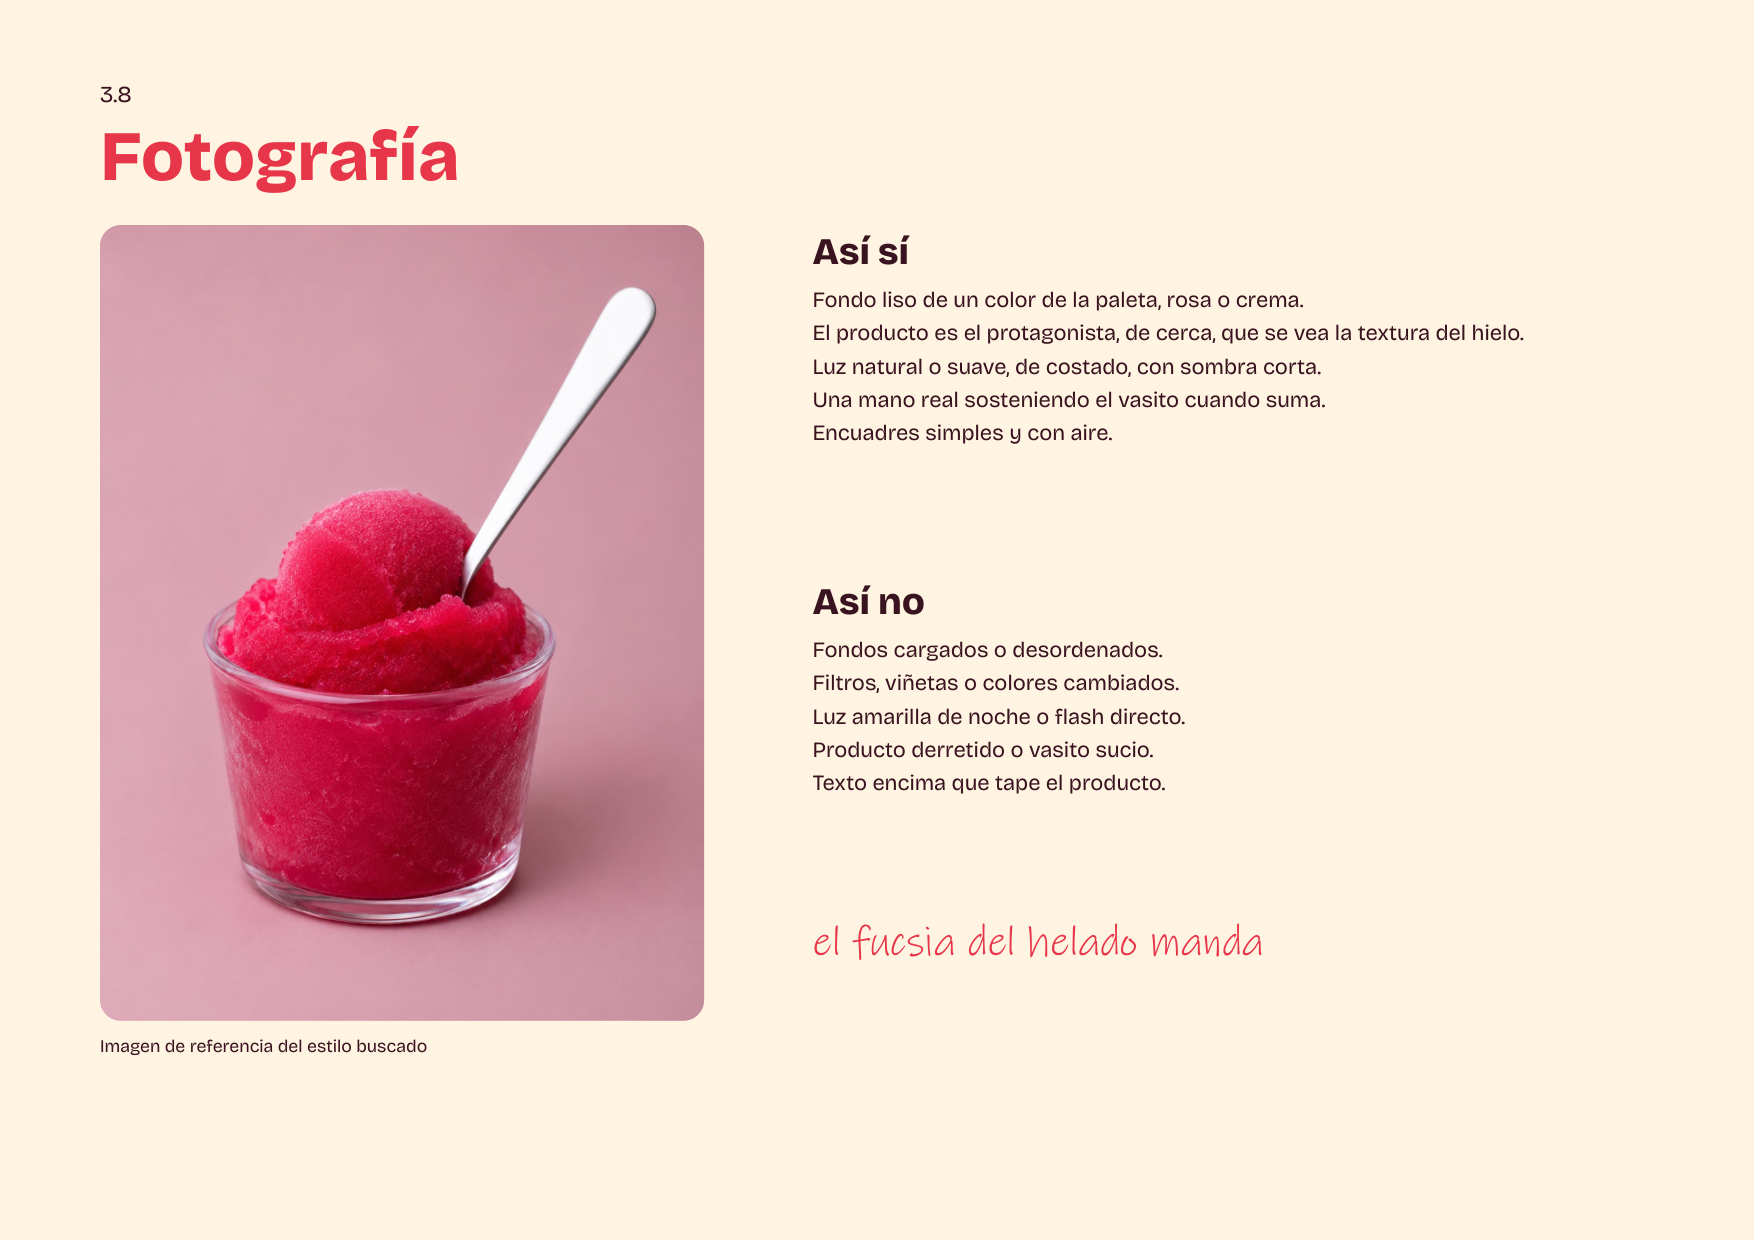 3.8
Fotografía
Así sí
Fondo liso de un color de la paleta, rosa o crema.
El producto es el protagonista, de cerca, que se vea la textura del hielo.
Luz natural o suave, de costado, con sombra corta.
Una mano real sosteniendo el vasito cuando suma.
Encuadres simples y con aire.
Así no
Fondos cargados o desordenados.
Filtros, viñetas o colores cambiados.
Luz amarilla de noche o flash directo.
Producto derretido o vasito sucio.
Texto encima que tape el producto.
el fucsia del helado manda
Imagen de referencia del estilo buscado